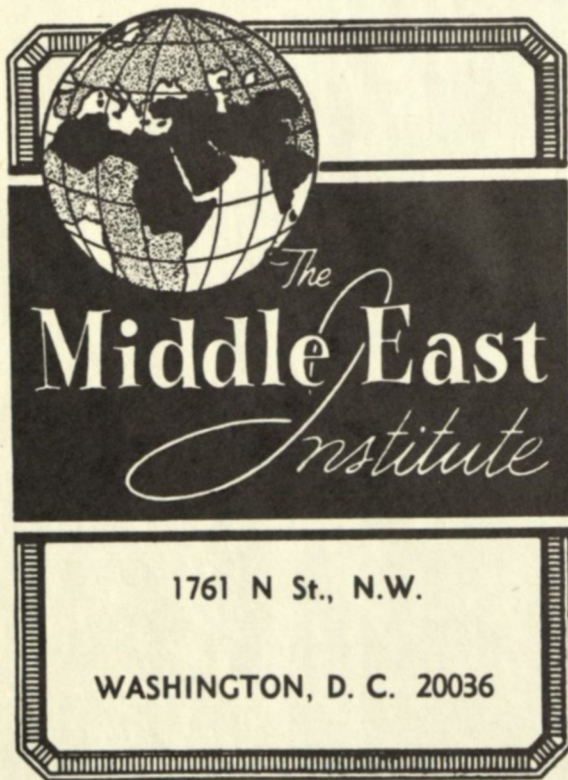 The
Middle East
Institute
1761 N St., N.W.
WASHINGTON, D. C. 20036